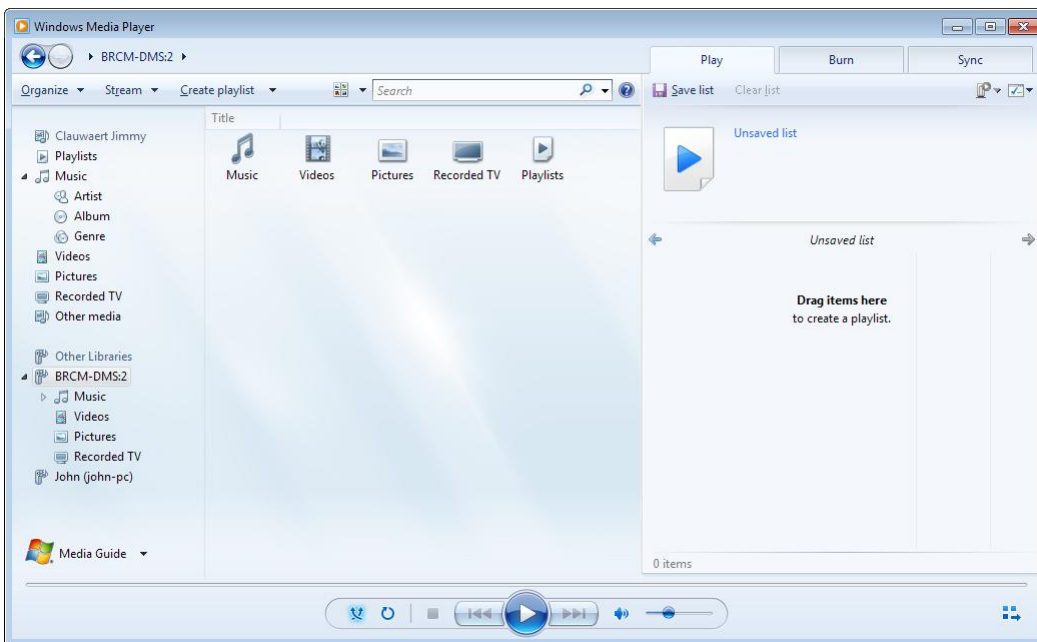 Windows Media Player
BRCM-DMS:2
Play
Burn
Sync
Organize
Stream
Create playlist
Search
Save list
Clear list
Clauwaert Jimmy
Playlists
Music
Artist
Album
Genre
Videos
Pictures
Recorded TV
Other media
Other Libraries
BRCM-DMS:2
Music
Videos
Pictures
Recorded TV
John (john-pc)
Media Guide
Title
Music
Videos
Pictures
Recorded TV
Playlists
Unsaved list
Unsaved list
Drag items here
to create a playlist.
0 items